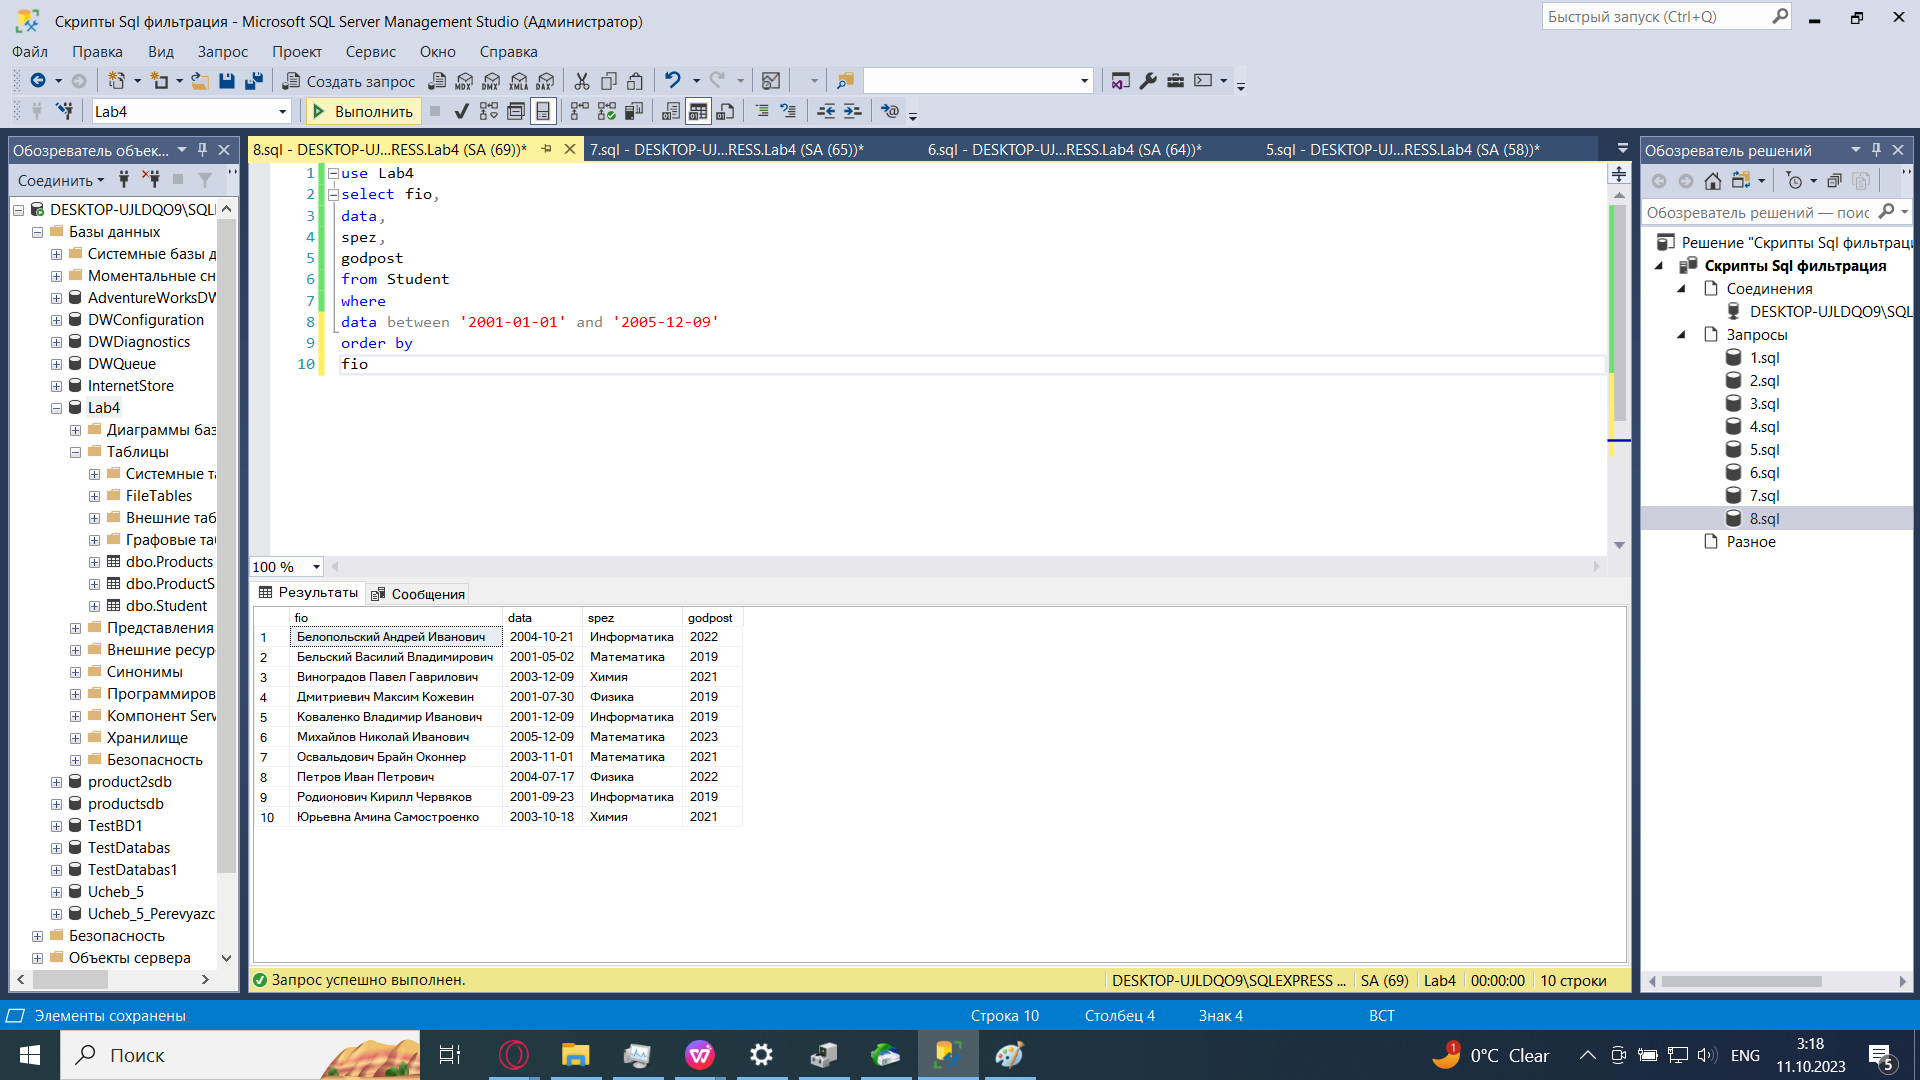 Скрипты Sql фильтрация - Microsoft SQL Server Management Studio (Администратор)
Быстрый запуск (Ctrl+Q)
Файл Правка Вид Запрос Проект Сервис Окно Справка
Создать запрос MDX DMX XMLA DAX
Lab4
Выполнить
Обозреватель объек...
Соединить
DESKTOP-UJLDQO9\SQL
Базы данных
Системные базы д
Моментальные сн
AdventureWorksDW
DWConfiguration
DWDiagnostics
DWQueue
InternetStore
Lab4
Диаграммы баз
Таблицы
Системные та
FileTables
Внешние таб
Графовые таб
dbo.Products
dbo.ProductS
dbo.Student
Представления
Внешние ресур
Синонимы
Программиров
Компонент Serv
Хранилище
Безопасность
product2sdb
productsdb
TestBD1
TestDatabas
TestDatabas1
Ucheb_5
Ucheb_5_Perevyazc
Безопасность
Объекты сервера
8.sql - DESKTOP-UJ...RESS.Lab4 (SA (69))*
7.sql - DESKTOP-UJ...RESS.Lab4 (SA (65))*
6.sql - DESKTOP-UJ...RESS.Lab4 (SA (64))*
5.sql - DESKTOP-UJ...RESS.Lab4 (SA (58))*
1 use Lab4
2 select fio,
3 data,
4 spez,
5 godpost
6 from Student
7 where
8 data between '2001-01-01' and '2005-12-09'
9 order by
10 fio
100 %
Результаты Сообщения
fio data spez godpost
1 Белопольский Андрей Иванович 2004-10-21 Информатика 2022
2 Бельский Василий Владимирович 2001-05-02 Математика 2019
3 Виноградов Павел Гаврилович 2003-12-09 Химия 2021
4 Дмитриевич Максим Кожевин 2001-07-30 Физика 2019
5 Коваленко Владимир Иванович 2001-12-09 Информатика 2019
6 Михайлов Николай Иванович 2005-12-09 Математика 2023
7 Освальдович Брайн Оконнер 2003-11-01 Математика 2021
8 Петров Иван Петрович 2004-07-17 Физика 2022
9 Родионович Кирилл Червяков 2001-09-23 Информатика 2019
10 Юрьевна Амина Самостроенко 2003-10-18 Химия 2021
Запрос успешно выполнен.
DESKTOP-UJLDQO9\SQLEXPRESS ... SA (69) Lab4 00:00:00 10 строки
Обозреватель решений
Обозреватель решений — поис
Решение "Скрипты Sql фильтраци
Скрипты Sql фильтрация
Соединения
DESKTOP-UJLDQO9\SQL
Запросы
1.sql
2.sql
3.sql
4.sql
5.sql
6.sql
7.sql
8.sql
Разное
Элементы сохранены
Строка 10 Столбец 4 Знак 4 ВСТ
Поиск
1
0°C Clear
ENG
3:18
11.10.2023
5